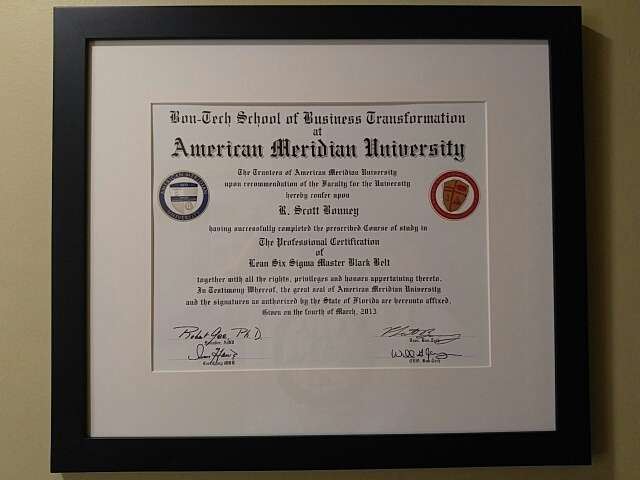 Bon-Tech School of Business Transformation
at
American Meridian University
The Trustees of American Meridian University
upon recommendation of the Faculty for the University
hereby confer upon
R. Scott Bonney
having successfully completed the prescribed Course of study in
The Professional Certification
of
Lean Six Sigma Master Black Belt
together with all the rights, privileges and honors appertaining thereto.
In Testimony Whereof, the great seal of American Meridian University
and the signatures as authorized by the State of Florida are hereunto affixed.
Given on the fourth of March, 2013
AMERICAN MERIDIAN
UNIVERSITY
Ph.D.